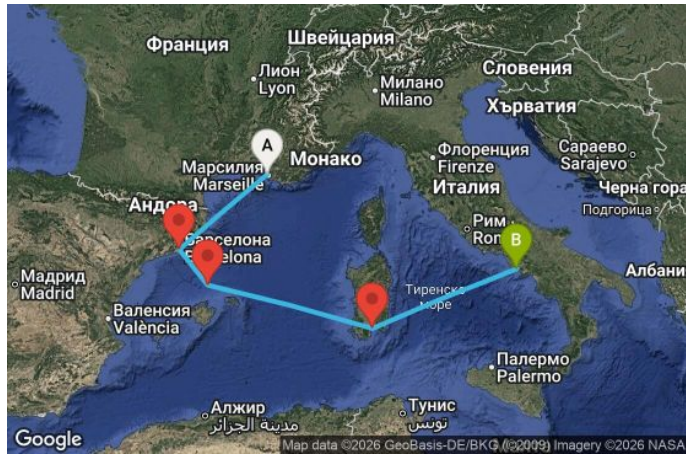 Франция
Швейцария
Словения
Лион
Lyon
Милано
Milano
Хърватия
A
Марсилия
Marseille
Монако
Флоренция
Firenze
Сараево
Sarajevo
Италия
Черна гора
Андора
Подгорица
Рим
B
Барселона
Мадрид
Madrid
Валенсия
València
Тиренско
море
Албани
Палермо
Palermo
Алжир
مدينة الجزائر
Тунис
تونس
Google
Map data ©2026 GeoBasis-DE/BKG (©2009) Imagery ©2026 NASA